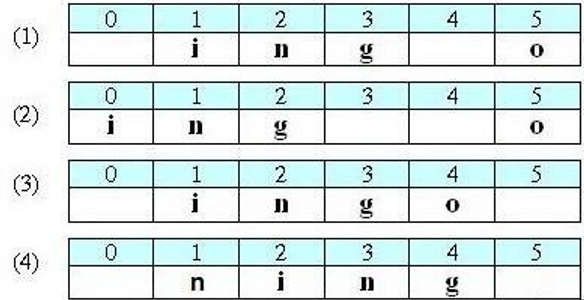 (1) 0 1 2 3 4 5
i n g o
(2) 0 1 2 3 4 5
i n g o
(3) 0 1 2 3 4 5
i n g o
(4) 0 1 2 3 4 5
n i n g